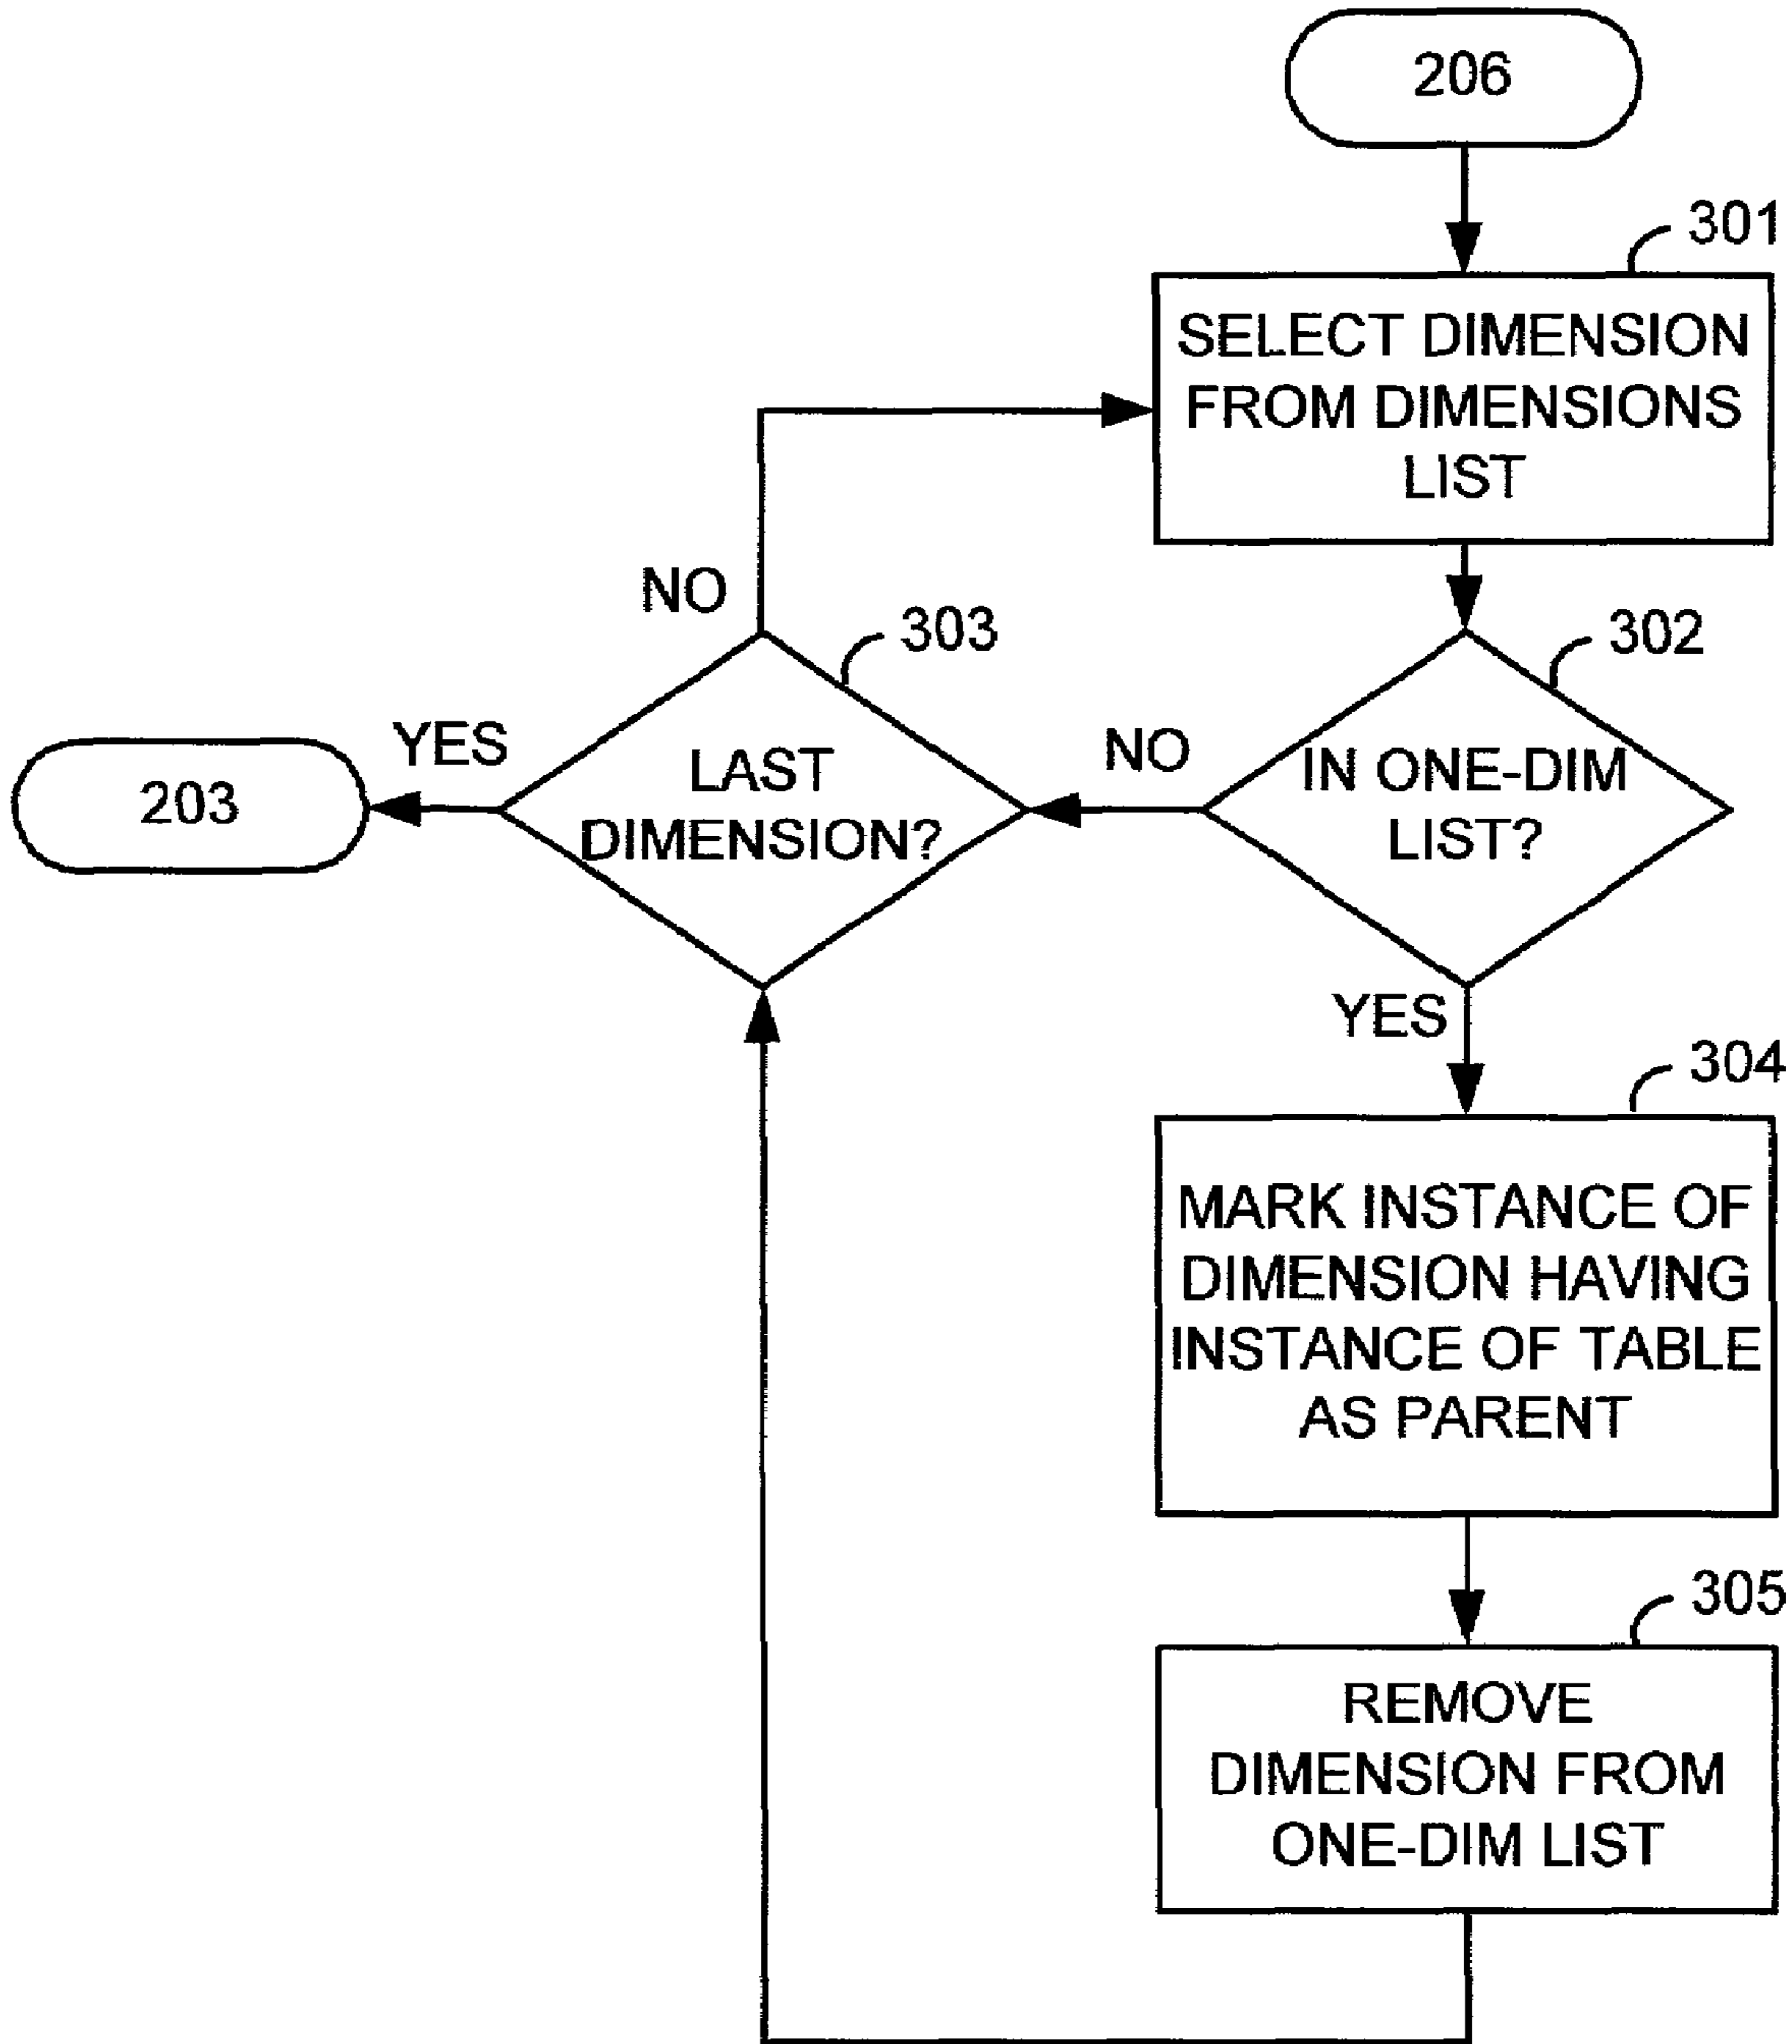 206
301
SELECT DIMENSION
FROM DIMENSIONS
LIST
NO
303
302
YES
203
LAST
DIMENSION?
NO
IN ONE-DIM
LIST?
YES
304
MARK INSTANCE OF
DIMENSION HAVING
INSTANCE OF TABLE
AS PARENT
305
REMOVE
DIMENSION FROM
ONE-DIM LIST